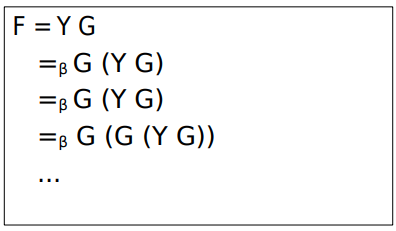 F = Y G
=β G (Y G)
=β G (Y G)
=β G (G (Y G))
...